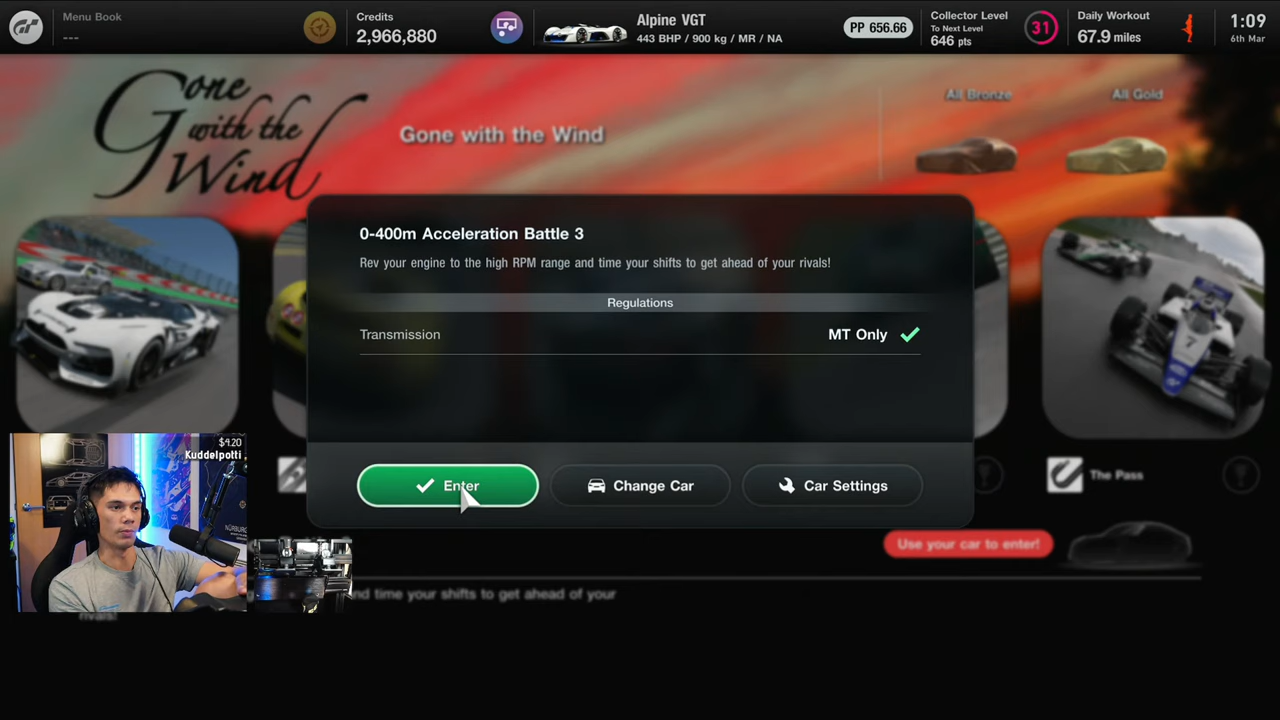 Menu Book
---
Credits
2,966,880
Alpine VGT
443 BHP / 900 kg / MR / NA
PP 656.66
Collector Level
To Next Level
646 pts
31
Daily Workout
67.9 miles
1:09
6th Mar
Gone
with the
Wind
Gone with the Wind
All Bronze
All Gold
0-400m Acceleration Battle 3
Rev your engine to the high RPM range and time your shifts to get ahead of your rivals!
Regulations
Transmission
MT Only
7
$4.20
Kuddelpotti
Enter
Change Car
Car Settings
The Pass
Use your car to enter!
nd time your shifts to get ahead of your
rivals!